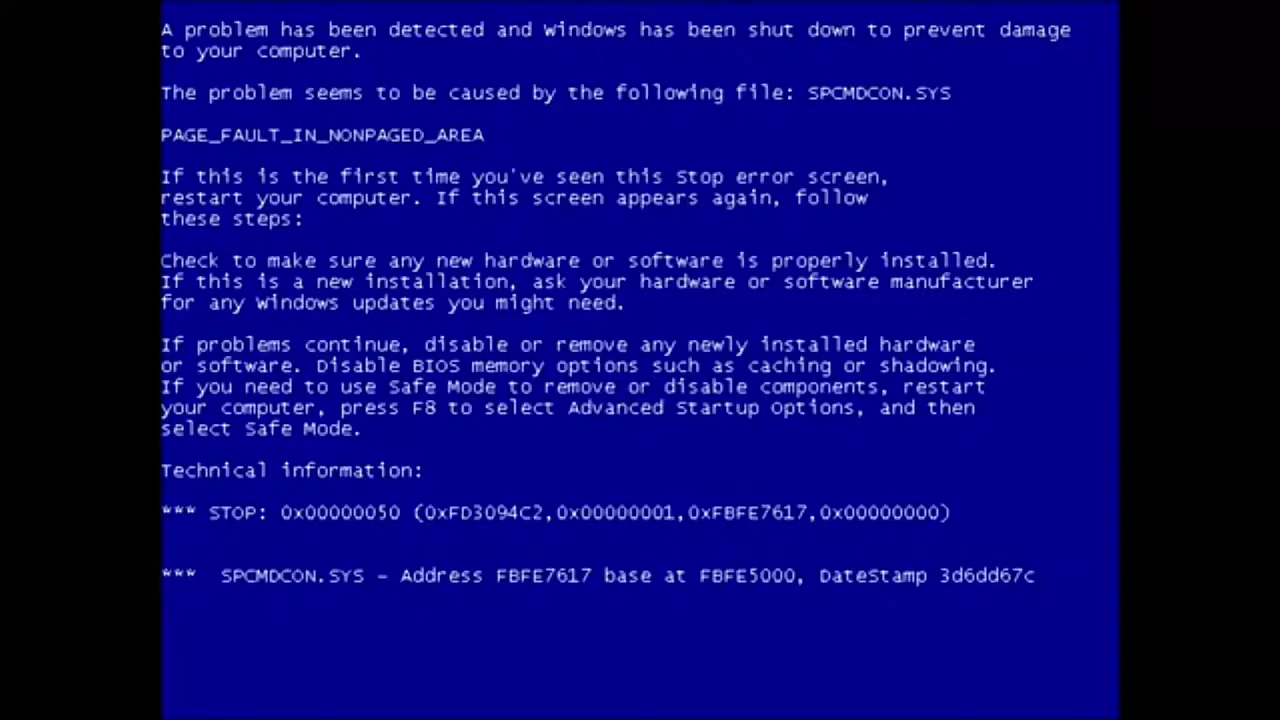 A problem has been detected and Windows has been shut down to prevent damage
to your computer.
The problem seems to be caused by the following file: SPCMDCON.SYS
PAGE_FAULT_IN_NONPAGED_AREA
If this is the first time you've seen this Stop error screen,
restart your computer. If this screen appears again, follow
these steps:
Check to make sure any new hardware or software is properly installed.
If this is a new installation, ask your hardware or software manufacturer
for any Windows updates you might need.
If problems continue, disable or remove any newly installed hardware
or software. Disable BIOS memory options such as caching or shadowing.
If you need to use Safe Mode to remove or disable components, restart
your computer, press F8 to select Advanced Startup Options, and then
select Safe Mode.
Technical information:
*** STOP: 0x00000050 (0xFD3094C2,0x00000001,0xFBFE7617,0x00000000)
***  SPCMDCON.SYS - Address FBFE7617 base at FBFE5000, DateStamp 3d6dd67c